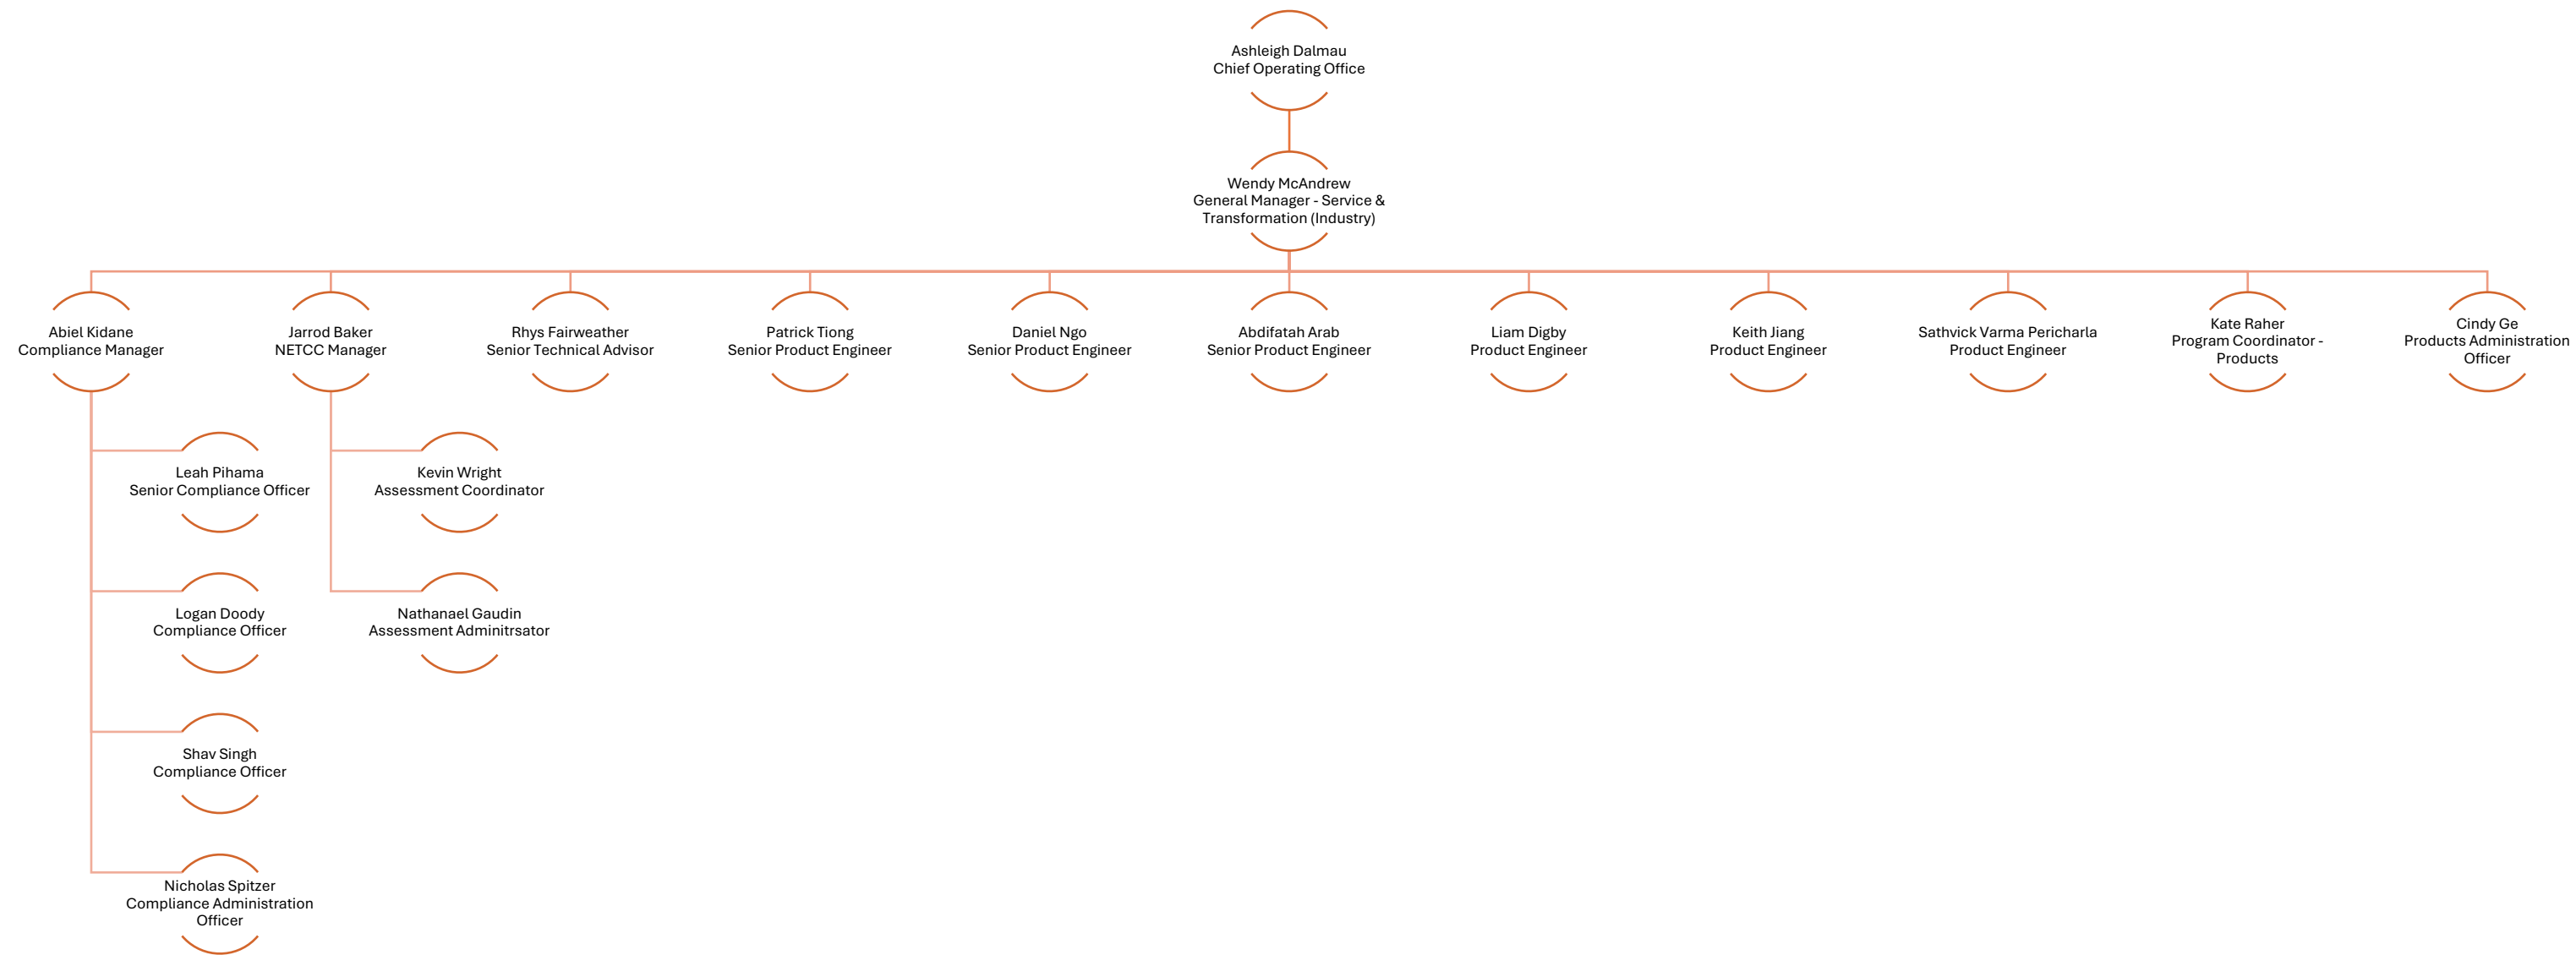 Ashleigh Dalmau
Chief Operating Office
Wendy McAndrew
General Manager - Service &
Transformation (Industry)
Abiel Kidane
Compliance Manager
Jarrod Baker
NETCC Manager
Rhys Fairweather
Senior Technical Advisor
Patrick Tiong
Senior Product Engineer
Daniel Ngo
Senior Product Engineer
Abdifatah Arab
Senior Product Engineer
Liam Digby
Product Engineer
Keith Jiang
Product Engineer
Sathvick Varma Pericharla
Product Engineer
Kate Raher
Program Coordinator -
Products
Cindy Ge
Products Administration
Officer
Leah Pihama
Senior Compliance Officer
Logan Doody
Compliance Officer
Shav Singh
Compliance Officer
Nicholas Spitzer
Compliance Administration
Officer
Kevin Wright
Assessment Coordinator
Nathanael Gaudin
Assessment Adminitrsator